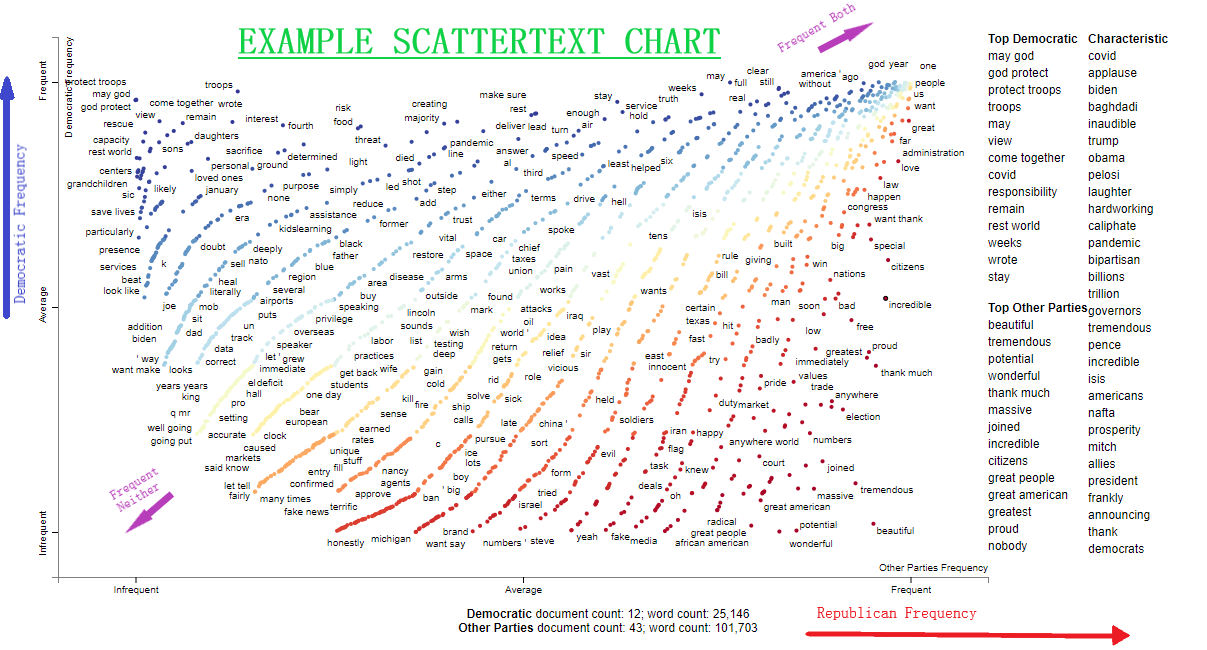 EXAMPLE SCATTERTEXT CHART
Frequent Both
Democratic Frequency
Frequent
Democratic Frequency
Average
Infrequent
Frequent
Neither
god year one
clear
america '
ago
may
full
still
without
people
weeks
us
troops
protect troops
may god
god protect
come together
wrote
make sure
stay
truth
real
want
view
remain
risk
creating
rest
enough
service
hold
rescue
interest
fourth
food
majority
deliver
lead
turn
air
great
capacity
daughters
threat
pandemic
far
rest world
sons
sacrifice
determined
light
died
line
answer
al
speed
least
helped
six
administration
love
centers
personal
ground
loved ones
third
grandchildren
likely
january
purpose
simply
led
shot
step
either
terms
drive
hell
law
sic
none
reduce
add
happen
save lives
era
assistance
congress
isis
want thank
particularly
kidslearning
former
trust
spoke
tens
presence
doubt
deeply
black
father
vital
car
chief
taxes
union
built
big
special
services
k
sell
nato
blue
restore
space
rule
giving
win
citizens
beat
heal
region
disease
arms
pain
vast
bill
nations
look like
literally
several
area
joe
mob
airports
buy
speaking
outside
found
works
wants
man
soon
bad
incredible
sit
puts
privilege
lincoln
mark
attacks
oil
iraq
certain
texas
addition
biden
dad
un
overseas
sounds
wish
world '
idea
play
hit
free
track
speaker
labor
list
testing
deep
return
gets
relief
sir
east
fast
badly
low
greatest
proud
' way
data
correct
let '
grew
practices
want make
looks
immediate
get back
wife
gain
cold
rid
role
vicious
innocent
try
immediately
thank much
years years
king
el
deficit
hall
students
one day
values
pride
trade
anywhere
q mr
pro
setting
bear
european
kill
fire
sense
ship
calls
solve
sick
held
duty
market
election
well going
going put
accurate
clock
earned
rates
late
china '
soldiers
iran
happy
caused
markets
unique
stuff
c
pursue
sort
evil
flag
anywhere world
numbers
said know
fill
entry
confirmed
nancy
agents
ice
lots
form
task
knew
court
joined
let tell
fairly
many times
fake news
terrific
approve
ban
' big
boy
tried
israel
deals
oh
great american
massive
tremendous
honestly
michigan
brand
want say
numbers '
steve
yeah
fake
media
radical
great people
african american
potential
wonderful
beautiful
Infrequent
Average
Frequent
Other Parties Frequency
Republican Frequency
Democratic document count: 12; word count: 25,146
Other Parties document count: 43; word count: 101,703
Top Democratic
may god
god protect
protect troops
troops
may
view
come together
covid
responsibility
remain
rest world
weeks
wrote
stay
Top Other Parties
beautiful
tremendous
potential
wonderful
thank much
massive
joined
incredible
citizens
great people
great american
greatest
proud
nobody
Characteristic
covid
applause
biden
baghdadi
inaudible
trump
obama
pelosi
laughter
hardworking
caliphate
pandemic
bipartisan
billions
trillion
governors
tremendous
pence
incredible
isis
americans
nafta
prosperity
mitch
allies
president
frankly
announcing
thank
democrats